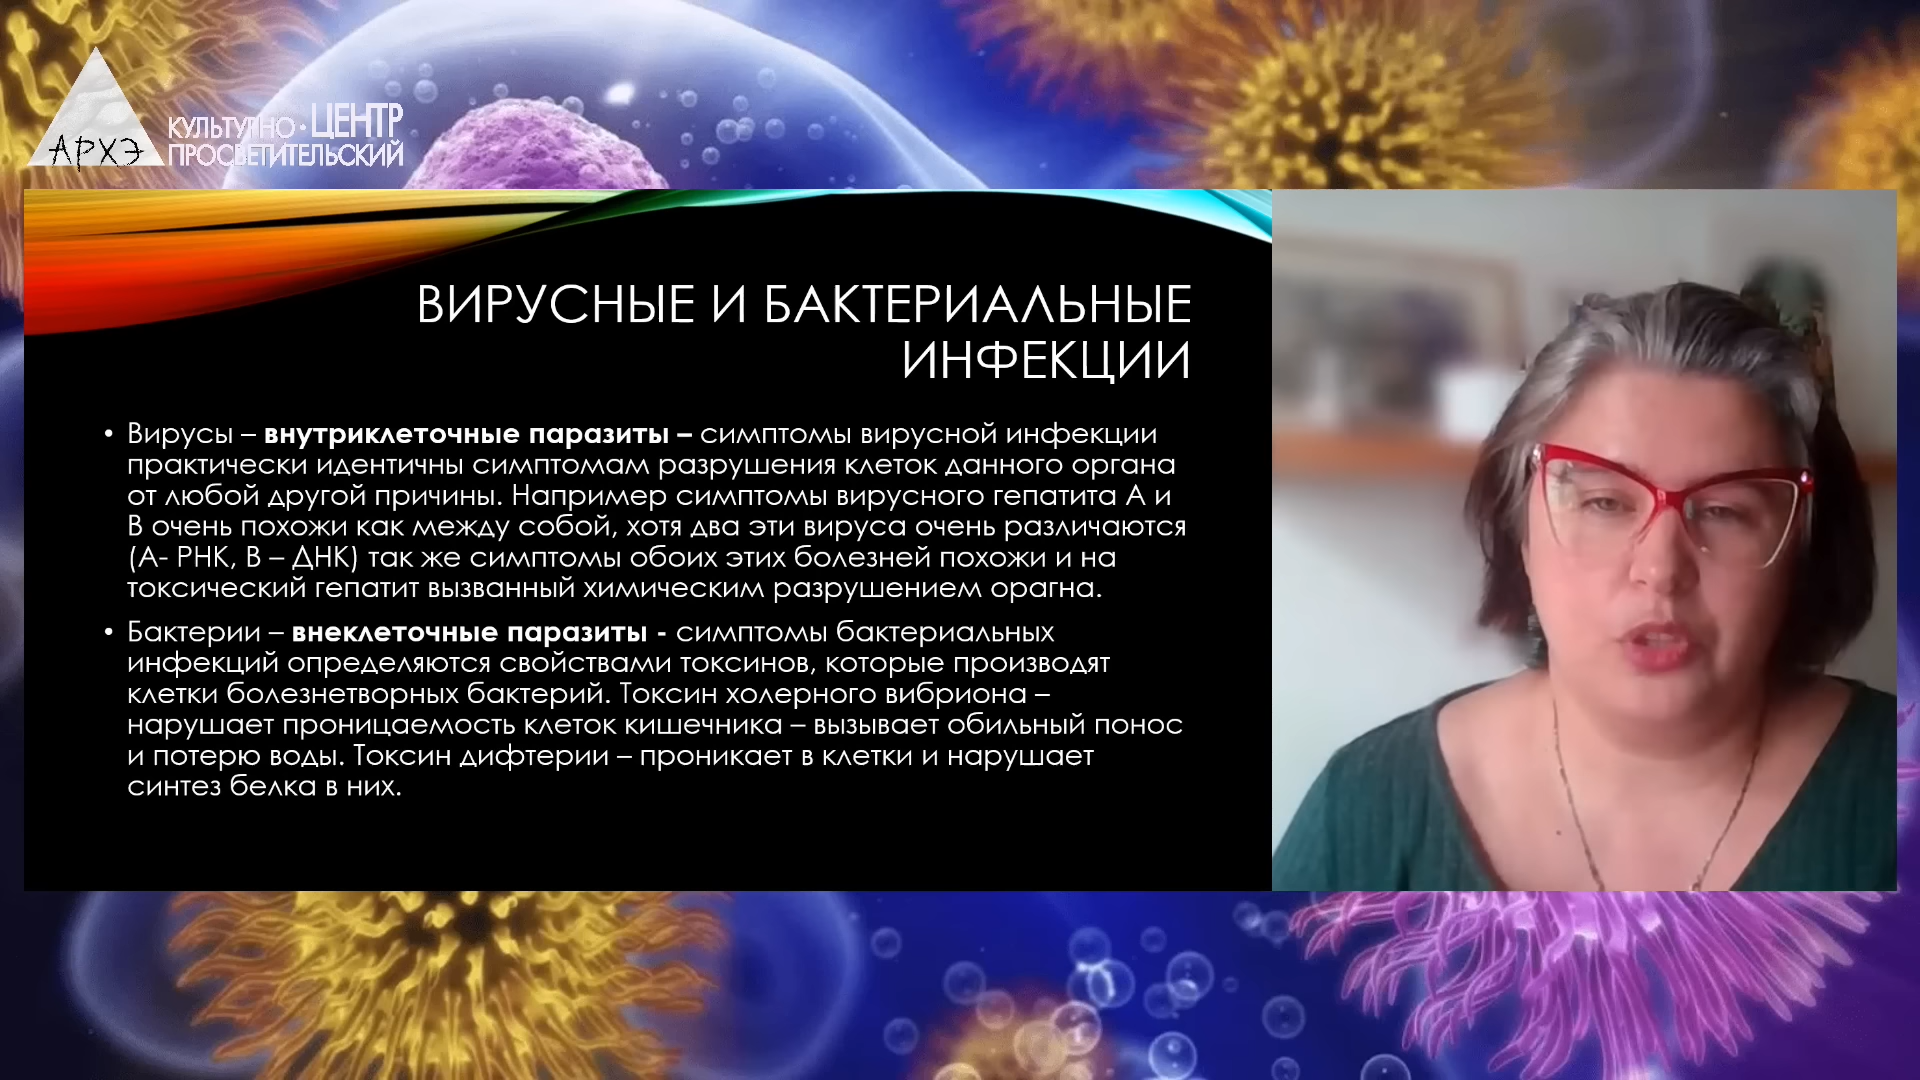 АРХЭ
КУЛЬТУРНО · ЦЕНТР
ПРОСВЕТИТЕЛЬСКИЙ
ВИРУСНЫЕ И БАКТЕРИАЛЬНЫЕ
ИНФЕКЦИИ
• Вирусы – внутриклеточные паразиты – симптомы вирусной инфекции
практически идентичны симптомам разрушения клеток данного органа
от любой другой причины. Например симптомы вирусного гепатита А и
В очень похожи как между собой, хотя два эти вируса очень различаются
(А- РНК, В – ДНК) так же симптомы обоих этих болезней похожи и на
токсический гепатит вызванный химическим разрушением орагна.
• Бактерии – внеклеточные паразиты - симптомы бактериальных
инфекций определяются свойствами токсинов, которые производят
клетки болезнетворных бактерий. Токсин холерного вибриона –
нарушает проницаемость клеток кишечника – вызывает обильный понос
и потерю воды. Токсин дифтерии – проникает в клетки и нарушает
синтез белка в них.